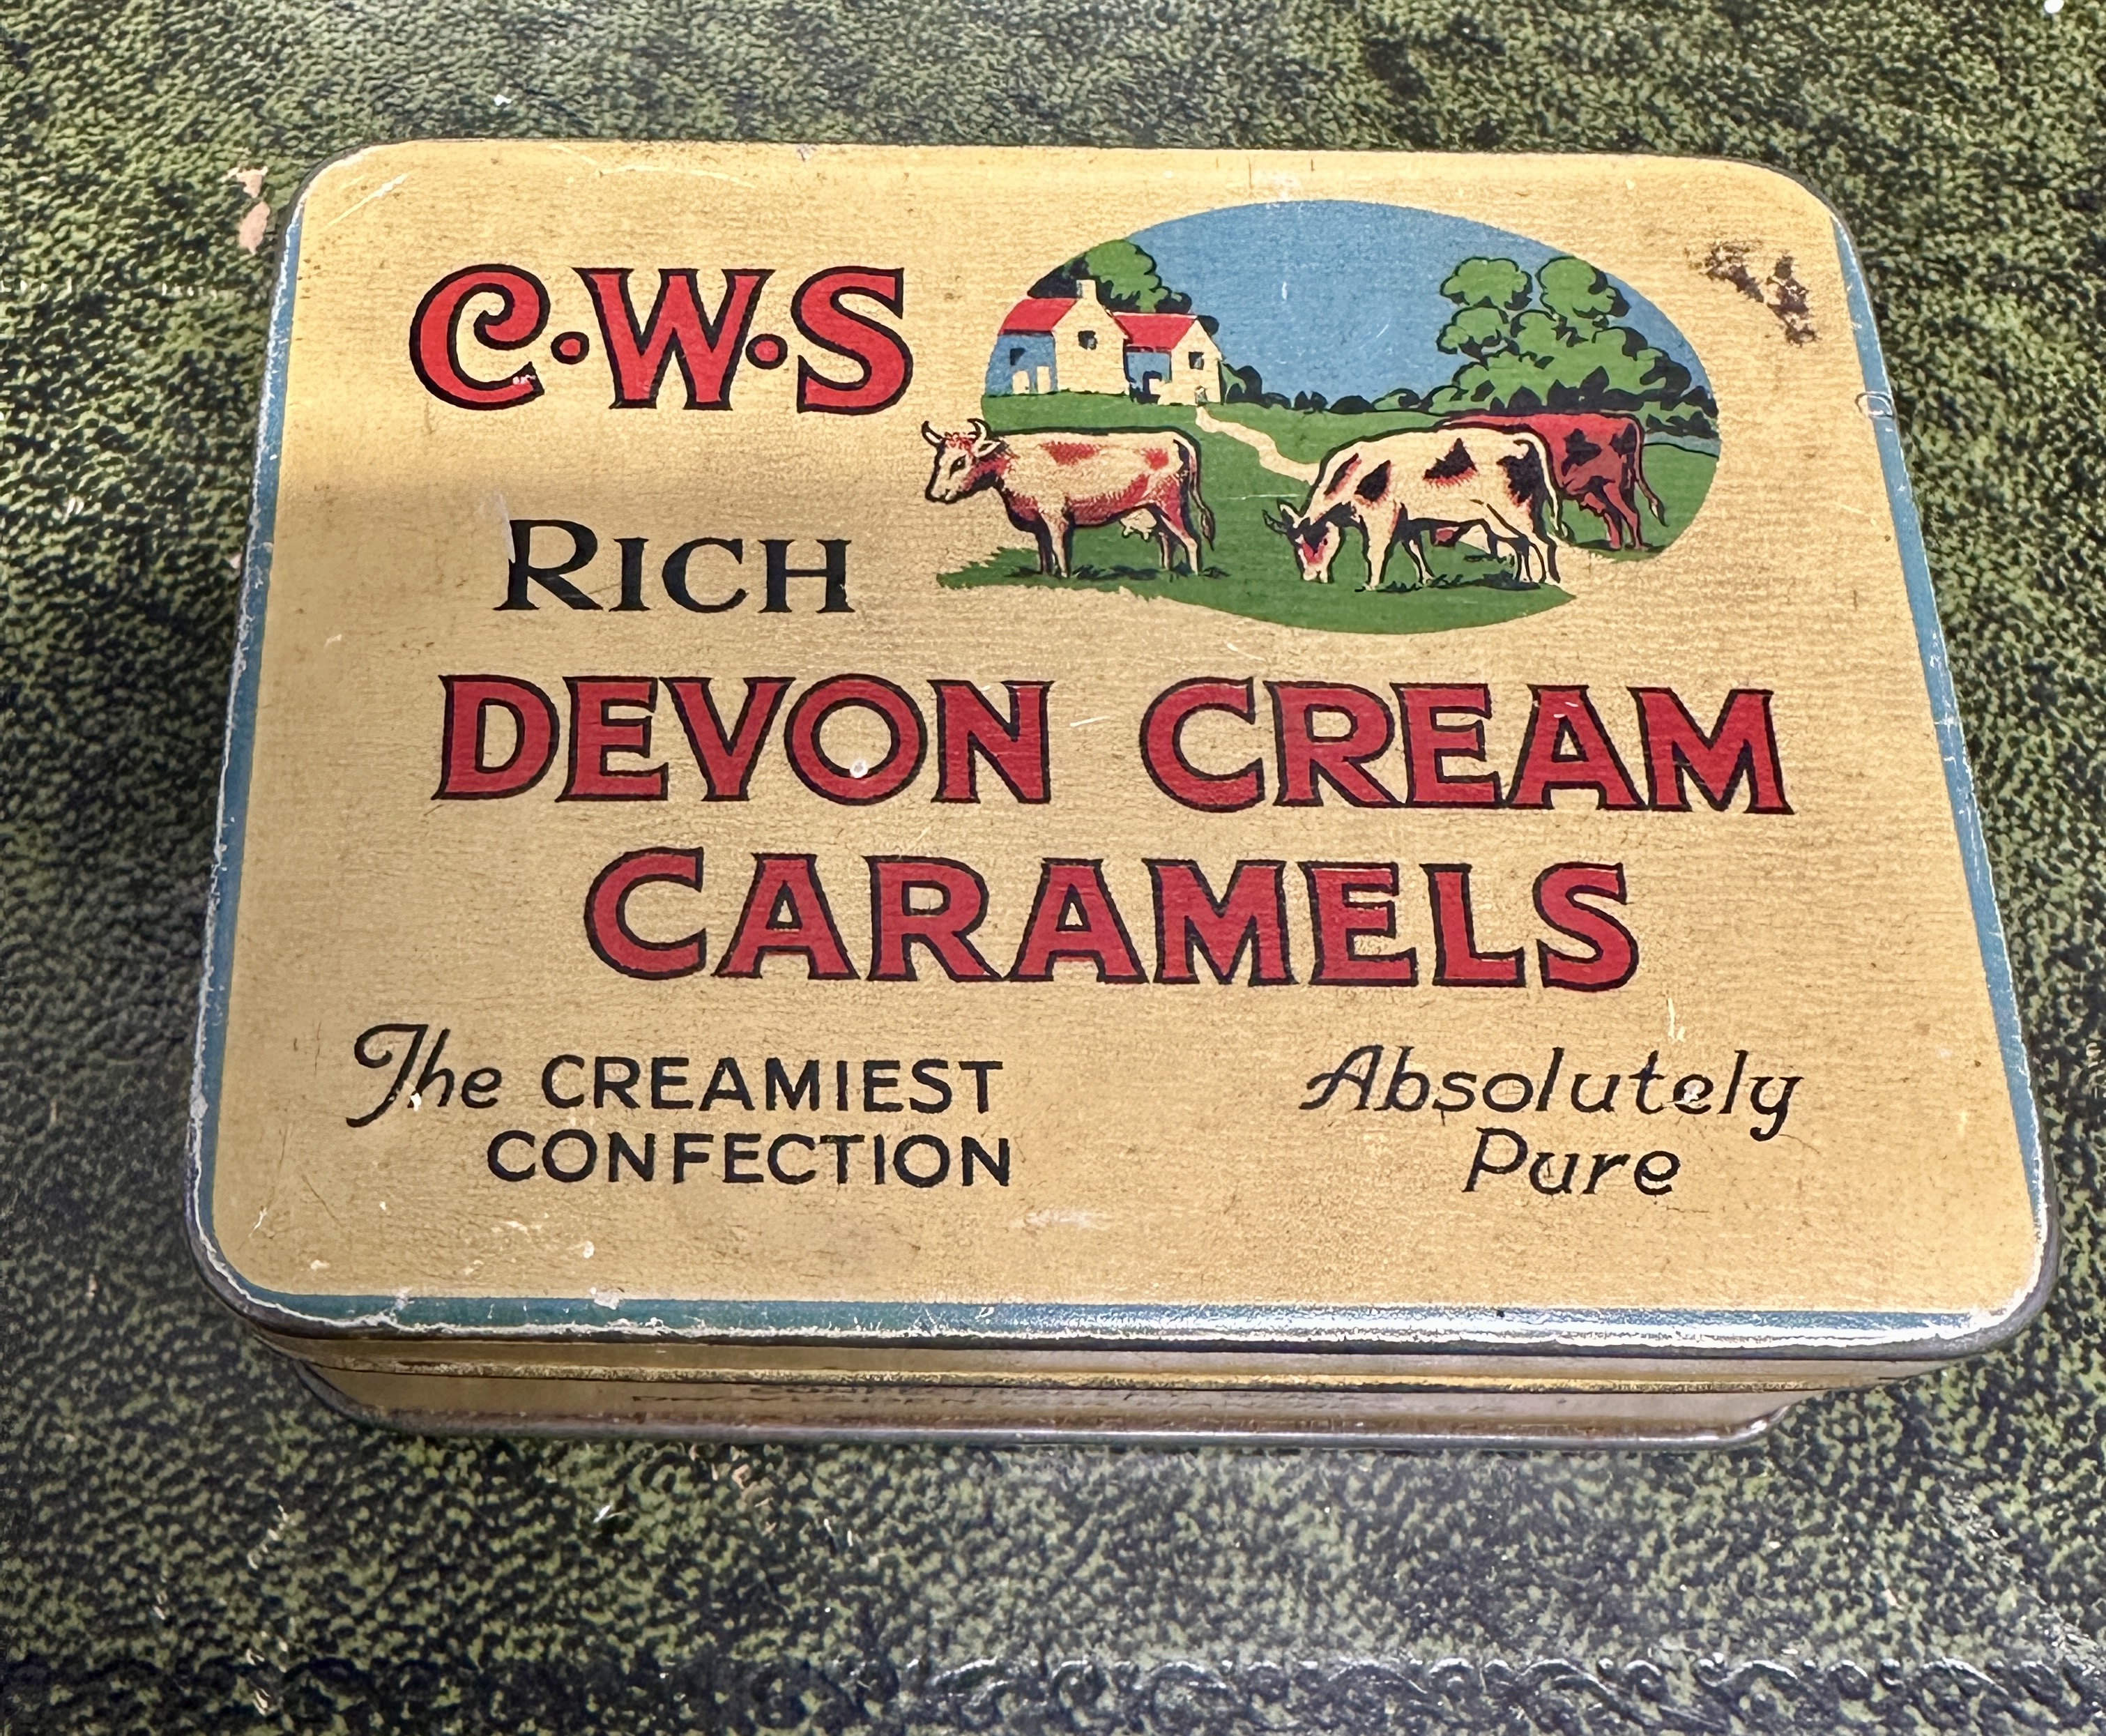 C·W·S
RICH
DEVON CREAM
CARAMELS
The CREAMIEST
CONFECTION
Absolutely
Pure